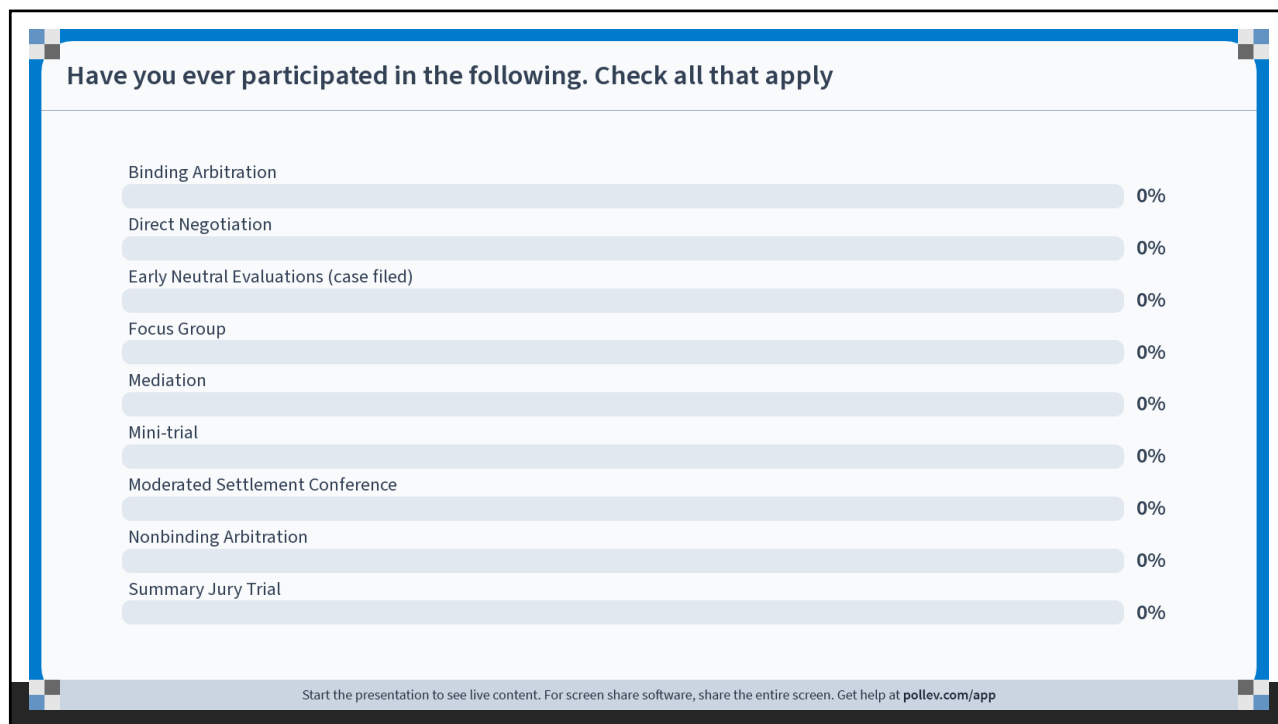 Have you ever participated in the following. Check all that apply
Binding Arbitration
0%
Direct Negotiation
0%
Early Neutral Evaluations (case filed)
0%
Focus Group
0%
Mediation
0%
Mini-trial
0%
Moderated Settlement Conference
0%
Nonbinding Arbitration
0%
Summary Jury Trial
0%
Start the presentation to see live content. For screen share software, share the entire screen. Get help at pollev.com/app